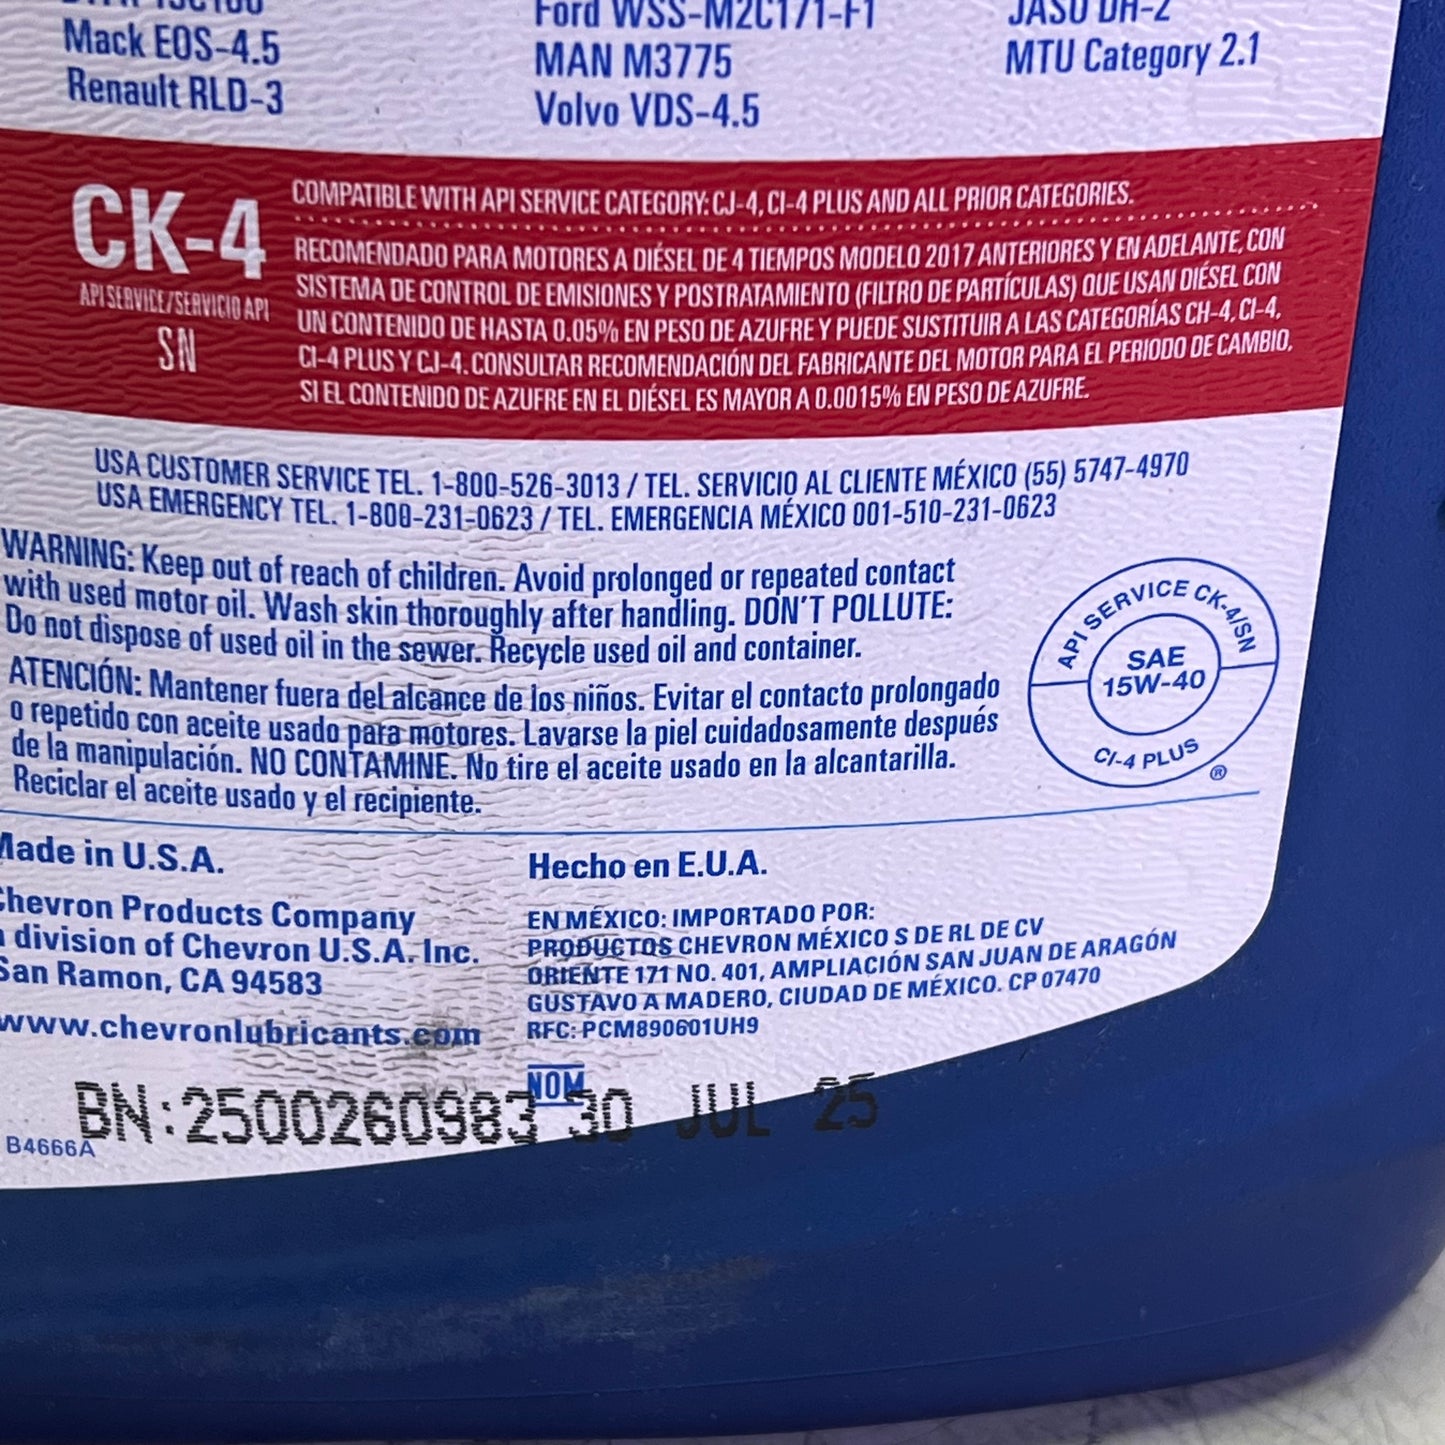 Ford WSS-M2C171-F1
JASO DH-2
Mack EOS-4.5
MAN M3775
MTU Category 2.1
Renault RLD-3
Volvo VDS-4.5
CK-4
API SERVICE/SERVICIO API
SN
COMPATIBLE WITH API SERVICE CATEGORY: CJ-4, CI-4 PLUS AND ALL PRIOR CATEGORIES.
RECOMENDADO PARA MOTORES A DIÉSEL DE 4 TIEMPOS MODELO 2017 ANTERIORES Y EN ADELANTE, CON
SISTEMA DE CONTROL DE EMISIONES Y POSTRATAMIENTO (FILTRO DE PARTÍCULAS) QUE USAN DIÉSEL CON
UN CONTENIDO DE HASTA 0.05% EN PESO DE AZUFRE Y PUEDE SUSTITUIR A LAS CATEGORÍAS CH-4, CI-4,
CI-4 PLUS Y CJ-4. CONSULTAR RECOMENDACIÓN DEL FABRICANTE DEL MOTOR PARA EL PERIODO DE CAMBIO,
SI EL CONTENIDO DE AZUFRE EN EL DIÉSEL ES MAYOR A 0.0015% EN PESO DE AZUFRE.
USA CUSTOMER SERVICE TEL. 1-800-526-3013 / TEL. SERVICIO AL CLIENTE MÉXICO (55) 5747-4970
USA EMERGENCY TEL. 1-800-231-0623 / TEL. EMERGENCIA MÉXICO 001-510-231-0623
WARNING: Keep out of reach of children. Avoid prolonged or repeated contact
with used motor oil. Wash skin thoroughly after handling. DON'T POLLUTE:
Do not dispose of used oil in the sewer. Recycle used oil and container.
ATENCIÓN: Mantener fuera del alcance de los niños. Evitar el contacto prolongado
o repetido con aceite usado para motores. Lavarse la piel cuidadosamente después
de la manipulación. NO CONTAMINE. No tire el aceite usado en la alcantarilla.
Reciclar el aceite usado y el recipiente.
API SERVICE CK-4/SN
SAE
15W-40
CI-4 PLUS
®
Made in U.S.A.
Chevron Products Company
a division of Chevron U.S.A. Inc.
San Ramon, CA 94583
www.chevronlubricants.com
Hecho en E.U.A.
EN MÉXICO: IMPORTADO POR:
PRODUCTOS CHEVRON MÉXICO S DE RL DE CV
ORIENTE 171 NO. 401, AMPLIACIÓN SAN JUAN DE ARAGÓN
GUSTAVO A MADERO, CIUDAD DE MÉXICO. CP 07470
RFC: PCM890601UH9
NOM
BN:2500260983 30 JUL 25
B4666A